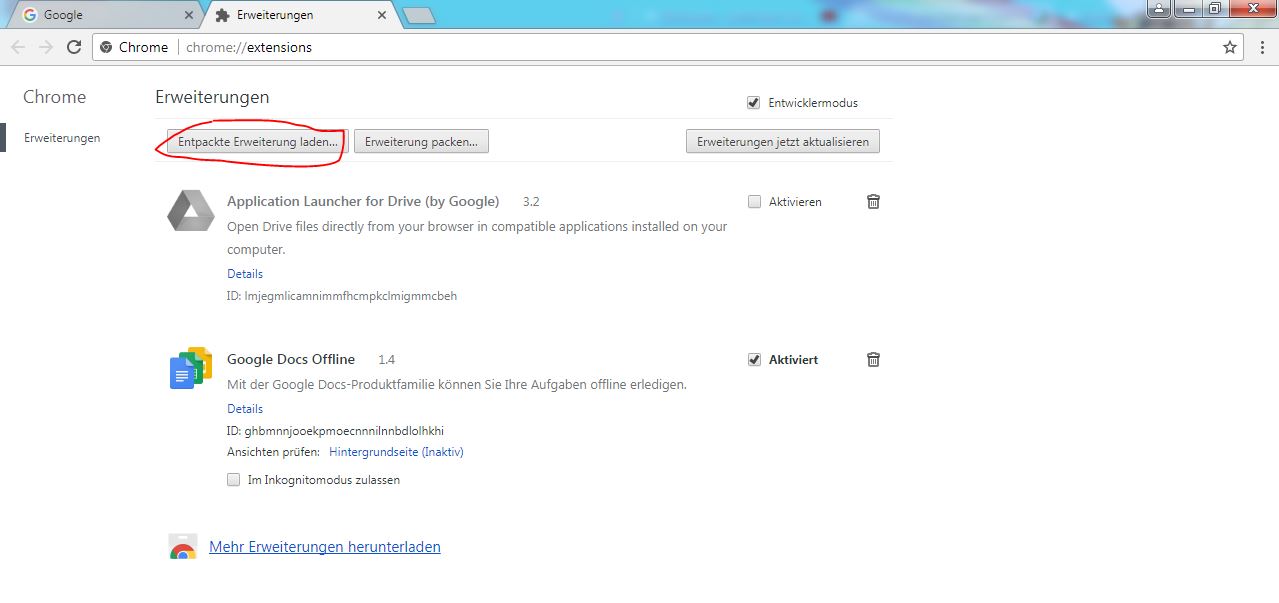 Google
Erweiterungen
Chrome
chrome://extensions
Chrome
Erweiterungen
Erweiterungen
Entwicklermodus
Entpackte Erweiterung laden...
Erweiterung packen...
Erweiterungen jetzt aktualisieren
Application Launcher for Drive (by Google) 3.2
Aktivieren
Open Drive files directly from your browser in compatible applications installed on your
computer.
Details
ID: lmjegmlicamnimmfhcmpkclmigmmcbeh
Google Docs Offline 1.4
Aktiviert
Mit der Google Docs-Produktfamilie können Sie Ihre Aufgaben offline erledigen.
Details
ID: ghbmnnjooekpmoecnnnilnnbdlolhkhi
Ansichten prüfen: Hintergrundseite (Inaktiv)
Im Inkognitomodus zulassen
Mehr Erweiterungen herunterladen